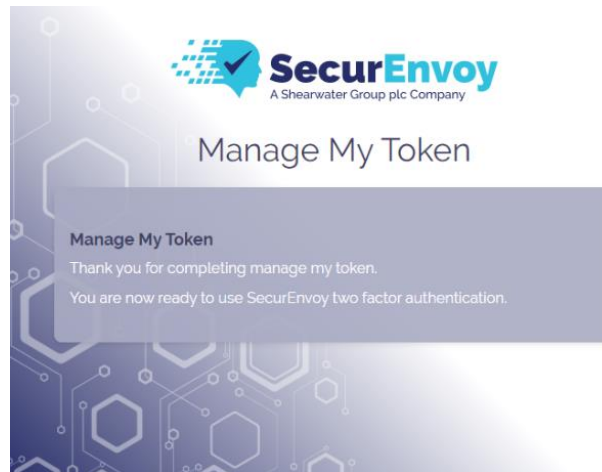 SecurEnvoy
A Shearwater Group plc Company
Manage My Token
Manage My Token
Thank you for completing manage my token.
You are now ready to use SecurEnvoy two factor authentication.